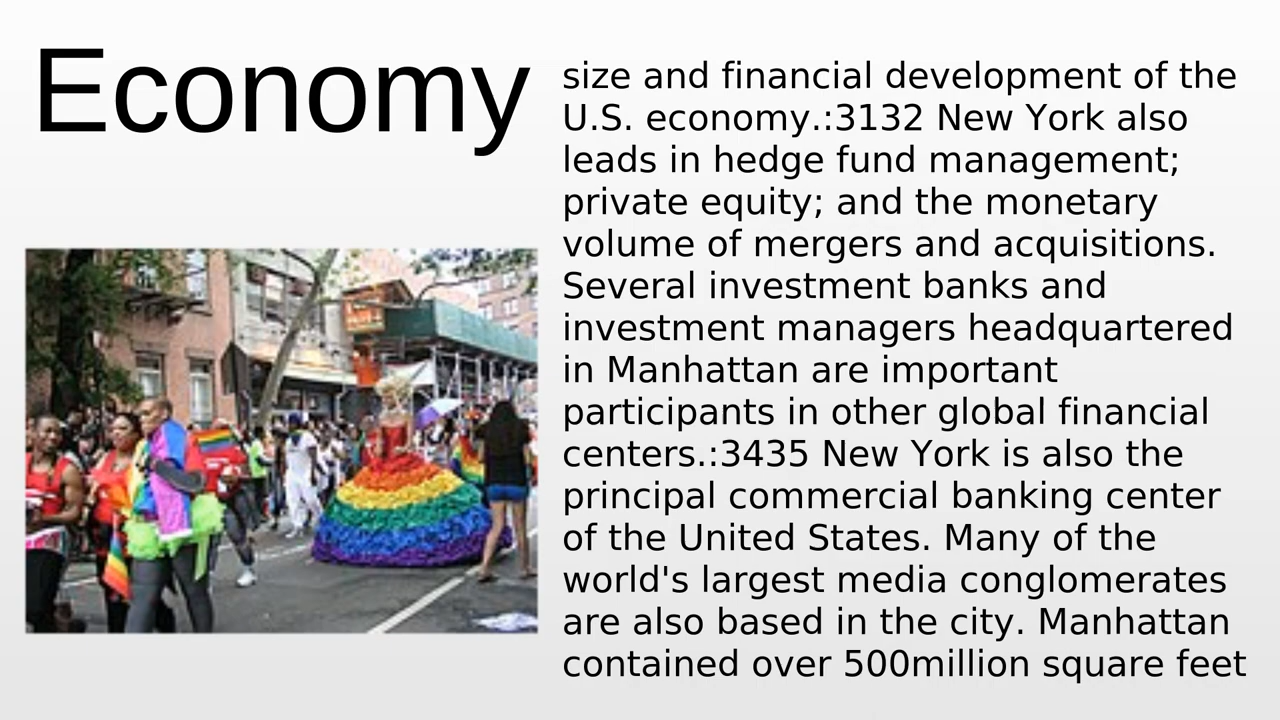 Economy
size and financial development of the
U.S. economy.:3132 New York also
leads in hedge fund management;
private equity; and the monetary
volume of mergers and acquisitions.
Several investment banks and
investment managers headquartered
in Manhattan are important
participants in other global financial
centers.:3435 New York is also the
principal commercial banking center
of the United States. Many of the
world's largest media conglomerates
are also based in the city. Manhattan
contained over 500million square feet